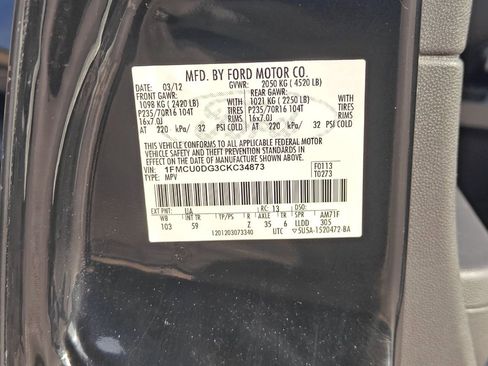 MFD. BY FORD MOTOR CO.
DATE: 03/12 GVWR: 2050 KG ( 4520 LB)
FRONT GAWR: REAR GAWR:
1098 KG ( 2420 LB) WITH 1021 KG ( 2250 LB) WITH
P235/70R16 104T TIRES P235/70R16 104T TIRES
16x7.0J RIMS 16x7.0J RIMS
AT 220 kPa/ 32 PSI COLD AT 220 kPa/ 32 PSI COLD
THIS VEHICLE CONFORMS TO ALL APPLICABLE FEDERAL MOTOR
VEHICLE SAFETY AND THEFT PREVENTION STANDARDS IN EFFECT
ON THE DATE OF MANUFACTURE SHOWN ABOVE.
VIN: 1FMCU0DG3CKC34873 F0113
TYPE: MPV T0273
EXT PNT: UA RC: 13 DSO:
WB INT TR TP/PS R AXLE TR SPR AM71F
103 59 Z 35 6 LLDD 305
1201203073340 UTC 5U5A-1520472-BA